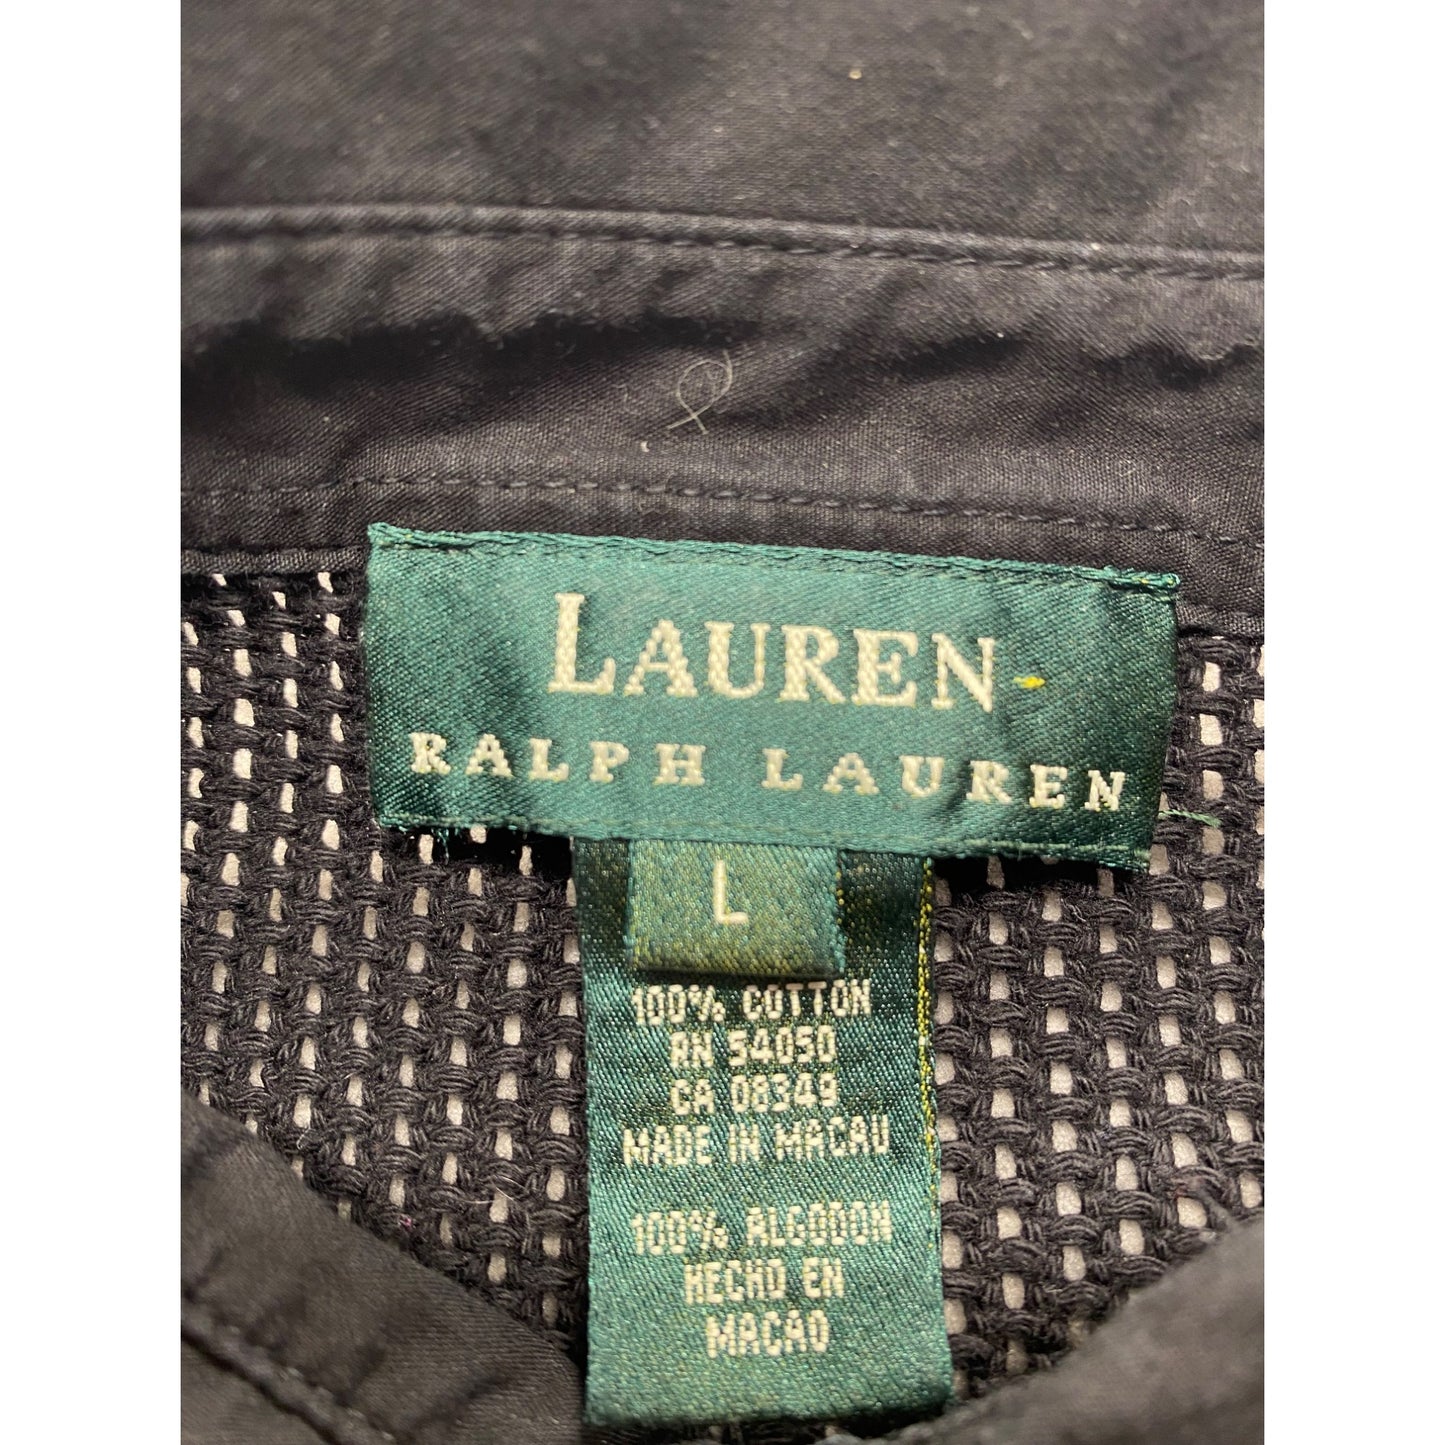 LAUREN
RALPH LAUREN
L
100% COTTON
RN 54050
CA 08349
MADE IN MACAU
100% ALGODON
HECHO EN
MACAO